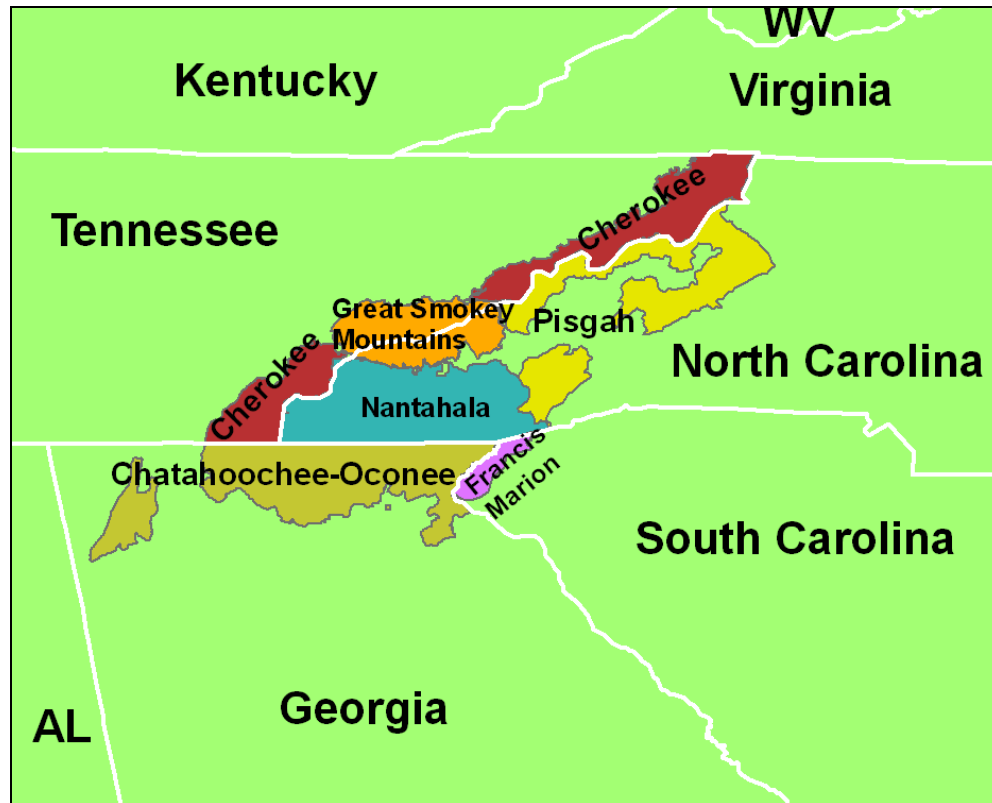 WV
Kentucky
Virginia
Tennessee
Cherokee
Great Smokey
Mountains
Pisgah
North Carolina
Cherokee
Nantahala
Chatahoochee-Oconee
Francis
Marion
South Carolina
Georgia
AL